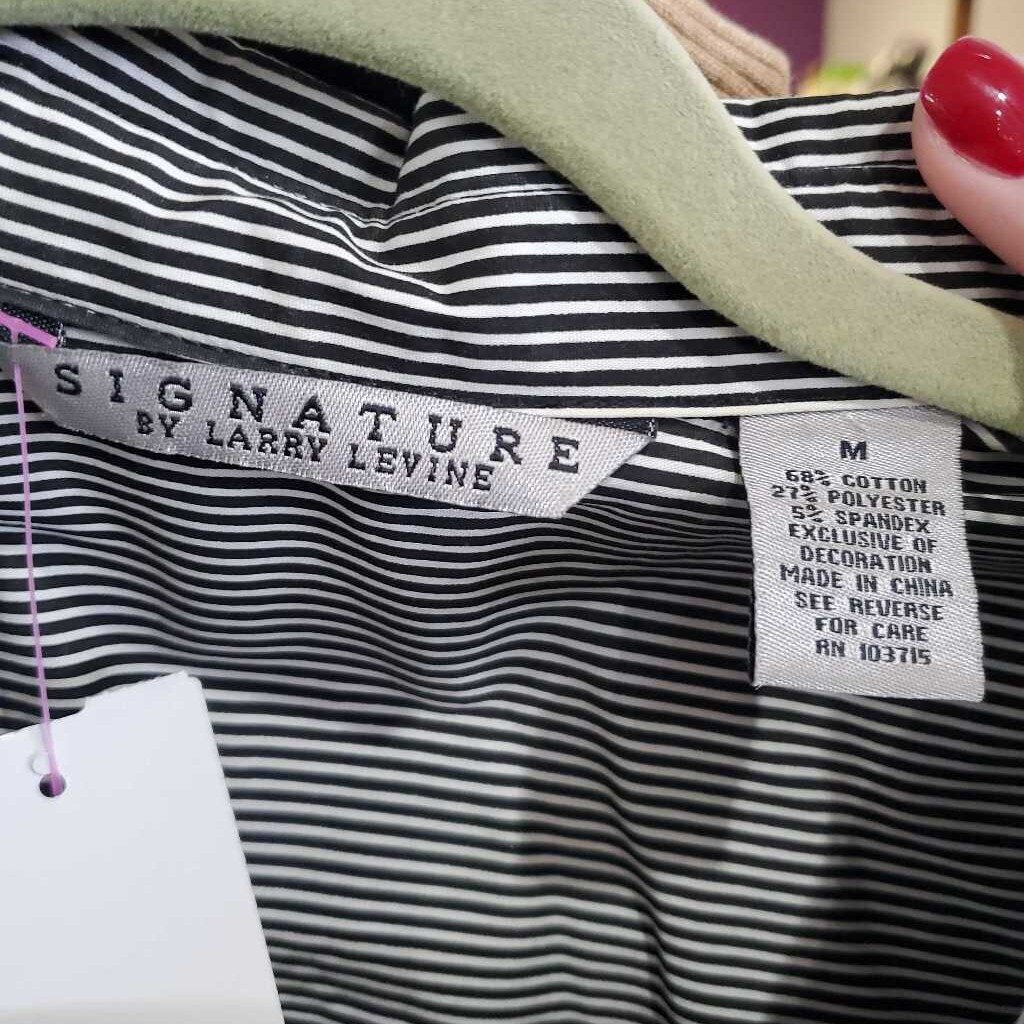 SIGNATURE
BY LARRY LEVINE
M
68% COTTON
27% POLYESTER
5% SPANDEX
EXCLUSIVE OF
DECORATION
MADE IN CHINA
SEE REVERSE
FOR CARE
RN 103715